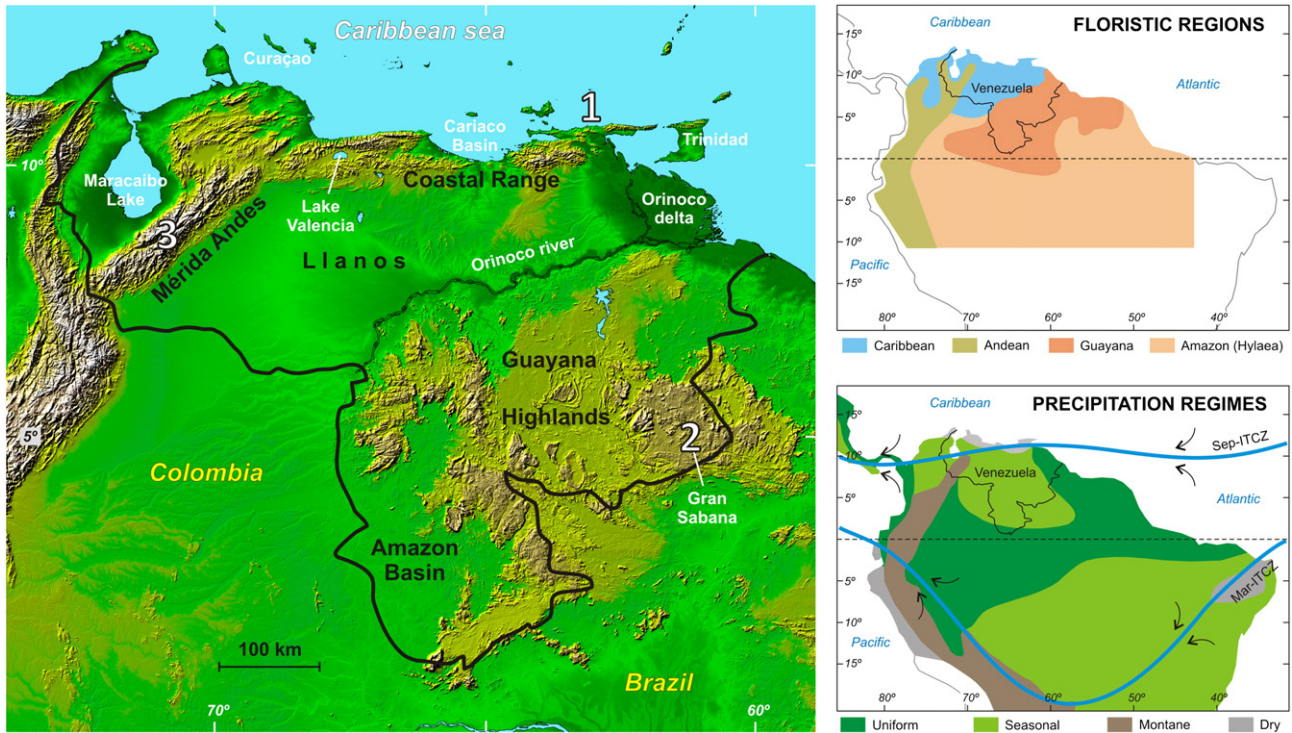 Caribbean sea
Curaçao
1
Cariaco
Basin
Trinidad
10º
Maracaibo
Lake
Coastal Range
Lake
Valencia
Orinoco
delta
3
Mérida Andes
Llanos
Orinoco river
Guayana
Highlands
5º
2
Colombia
Gran
Sabana
Amazon
Basin
100 km
Brazil
70º
60º
Caribbean
FLORISTIC REGIONS
15º
10º
5º
0º
5º
10º
15º
Atlantic
Venezuela
Pacific
80º
70º
60º
50º
40º
Caribbean
Andean
Guayana
Amazon (Hylaea)
Caribbean
PRECIPITATION REGIMES
15º
10º
5º
0º
5º
10º
15º
Sep-ITCZ
Venezuela
Atlantic
Mar-ITCZ
Pacific
80º
70º
60º
50º
40º
Uniform
Seasonal
Montane
Dry